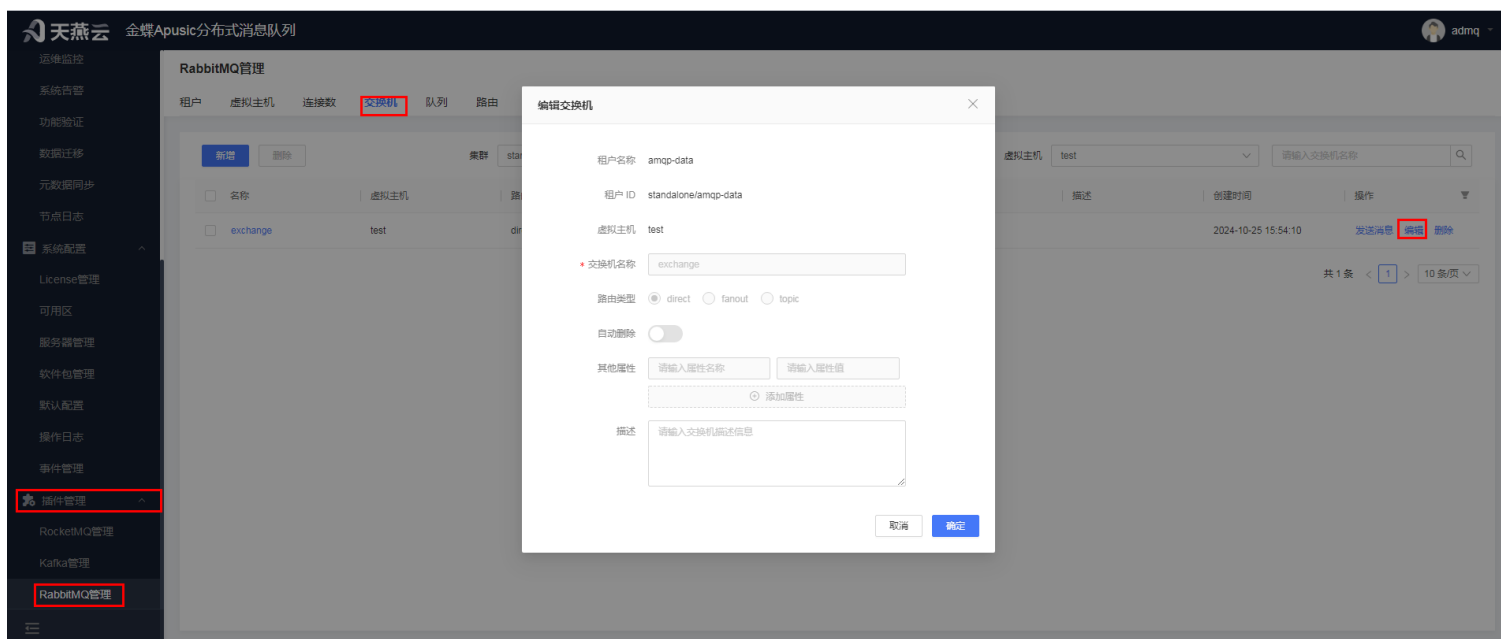 天燕云 金蝶Apusic分布式消息队列 admq
运维监控
系统告警
功能验证
数据迁移
元数据同步
节点日志
系统配置
License管理
可用区
服务器管理
软件包管理
默认配置
操作日志
事件管理
插件管理
RocketMQ管理
Kafka管理
RabbitMQ管理
RabbitMQ管理
租户 虚拟主机 连接数 交换机 队列 路由
新增 删除 集群 虚拟主机 test 请输入交换机名称
名称 虚拟主机 描述 创建时间 操作
exchange test 2024-10-25 15:54:10 发送消息 编辑 删除
共 1 条 < 1 > 10 条/页
编辑交换机
租户名称 amqp-data
租户 ID standalone/amqp-data
虚拟主机 test
* 交换机名称 exchange
路由类型 direct fanout topic
自动删除
其他属性 请输入属性名称 请输入属性值
添加属性
描述 请输入交换机描述信息
取消 确定